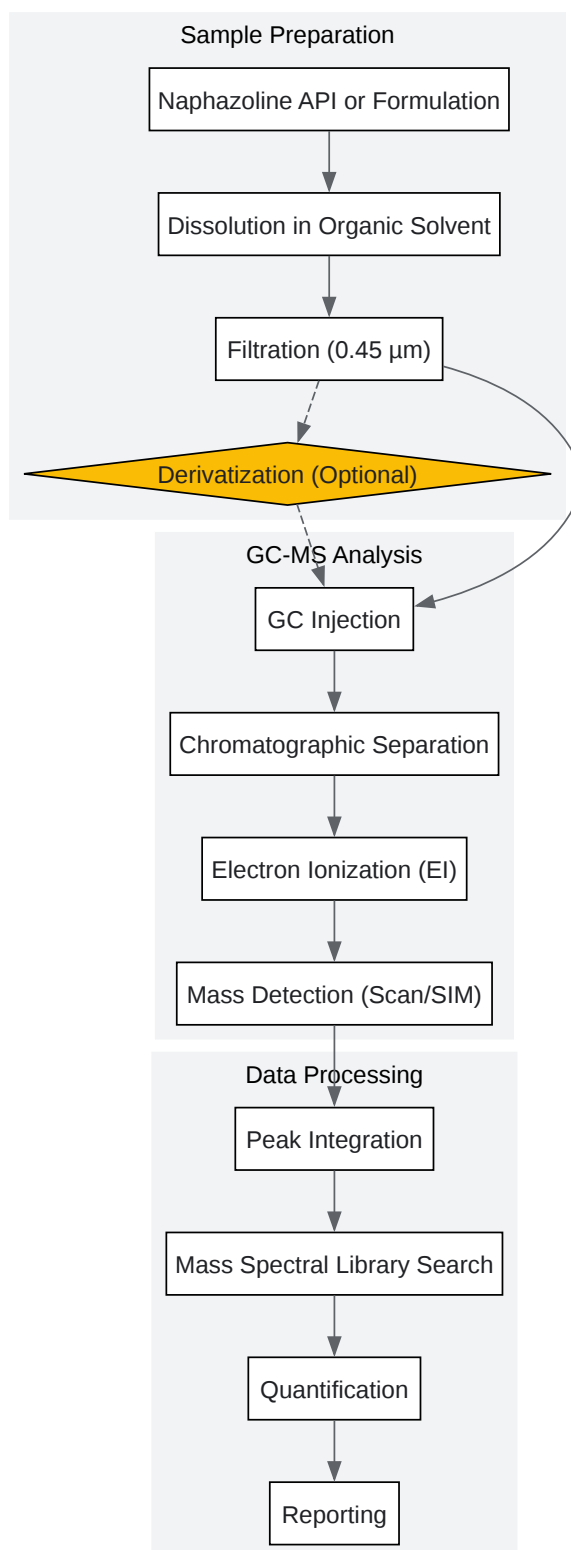 Sample Preparation
Naphazoline API or Formulation
Dissolution in Organic Solvent
Filtration (0.45 µm)
Derivatization (Optional)
GC-MS Analysis
GC Injection
Chromatographic Separation
Electron Ionization (EI)
Mass Detection (Scan/SIM)
Data Processing
Peak Integration
Mass Spectral Library Search
Quantification
Reporting